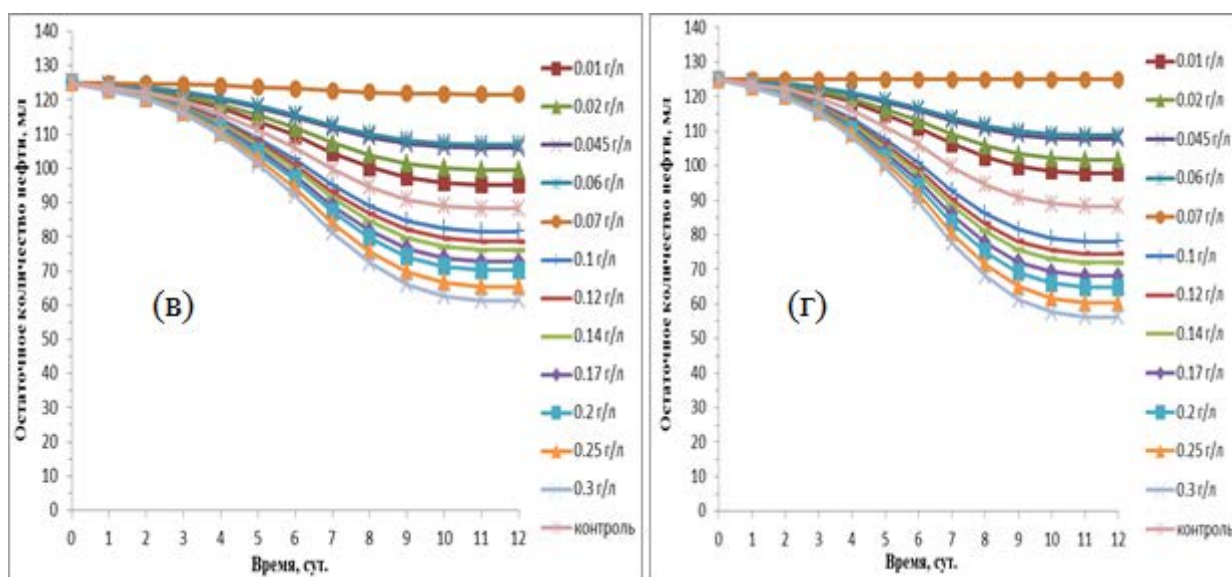 Остаточное количество нефти, мл
140
130
120
110
100
90
80
70
60
50
40
30
20
10
0
0 1 2 3 4 5 6 7 8 9 10 11 12
Время, сут.
(в)
0.01 г/л
0.02 г/л
0.045 г/л
0.06 г/л
0.07 г/л
0.1 г/л
0.12 г/л
0.14 г/л
0.17 г/л
0.2 г/л
0.25 г/л
0.3 г/л
контроль
Остаточное количество нефти, мл
140
130
120
110
100
90
80
70
60
50
40
30
20
10
0
0 1 2 3 4 5 6 7 8 9 10 11 12
Время, сут.
(г)
0.01 г/л
0.02 г/л
0.045 г/л
0.06 г/л
0.07 г/л
0.1 г/л
0.12 г/л
0.14 г/л
0.17 г/л
0.2 г/л
0.25 г/л
0.3 г/л
контроль